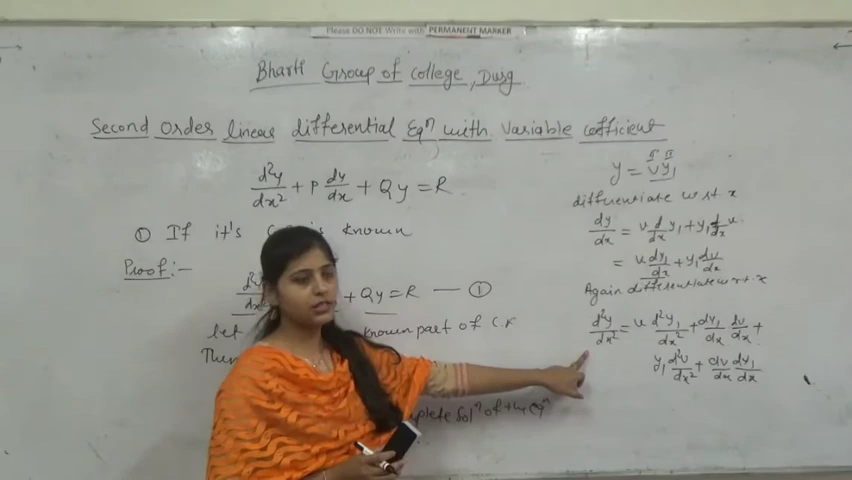 Please DO NOT Write with PERMANENT MARKER
Bharti Group of college, Durg
Second order linear differential Eqⁿ with variable coefficient
d²y/dx² + P dy/dx + Qy = R
① If it's C.F is known
Proof:-
+ Qy = R — ①
let known part of C.F
Then
complete Solⁿ of the Eqⁿ
y = v y₁
differentiate w.r.t x
dy/dx = v d/dx y₁ + y₁ d/dx v
= v dy₁/dx + y₁ dv/dx
Again differentiate w.r.t. x
d²y/dx² = v d²y₁/dx² + dy₁/dx dv/dx +
y₁ d²v/dx² + dv/dx dy₁/dx